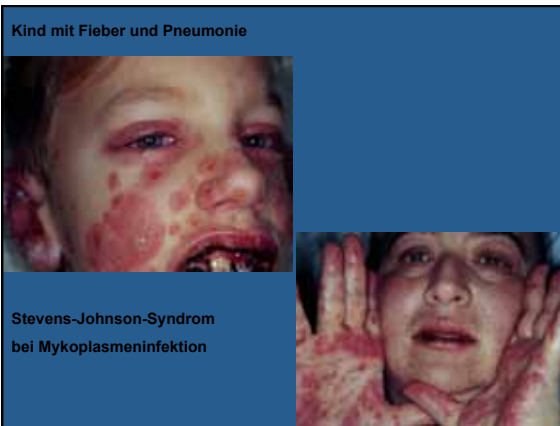 Kind mit Fieber und Pneumonie
Stevens-Johnson-Syndrom
bei Mykoplasmeninfektion